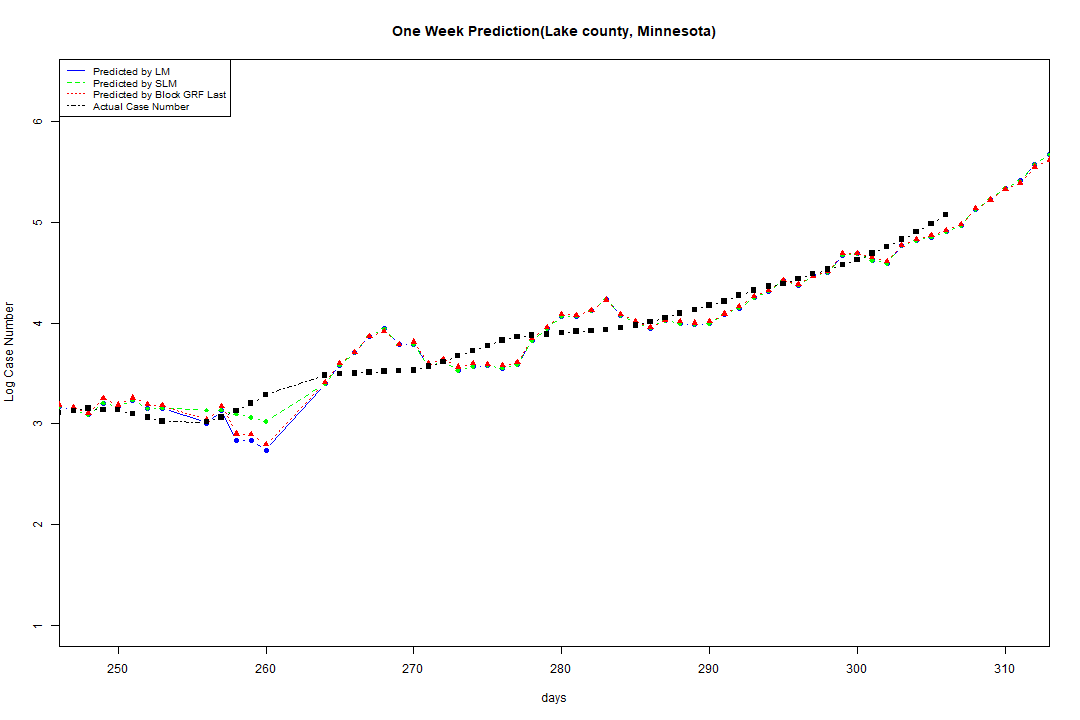 One Week Prediction(Lake county, Minnesota)
Predicted by LM
Predicted by SLM
Predicted by Block GRF Last
Actual Case Number
Log Case Number
6
5
4
3
2
1
250 260 270 280 290 300 310
days